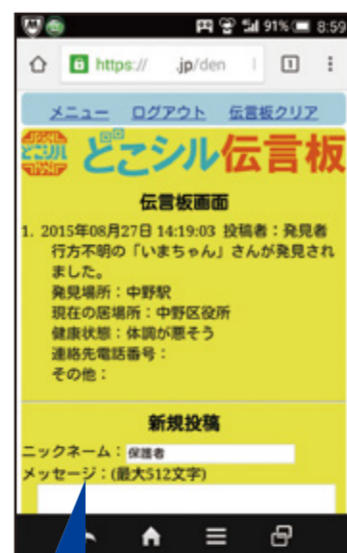 91% 8:59
https:// .jp/den 1
メニュー ログアウト 伝言板クリア
どこシル どこシル伝言板
伝言板画面
1. 2015年08月27日 14:19:03 投稿者：発見者
行方不明の「いまちゃん」さんが発見され
ました。
発見場所：中野駅
現在の居場所：中野区役所
健康状態：体調が悪そう
連絡先電話番号：
その他：
新規投稿
ニックネーム：保護者
メッセージ：(最大512文字)